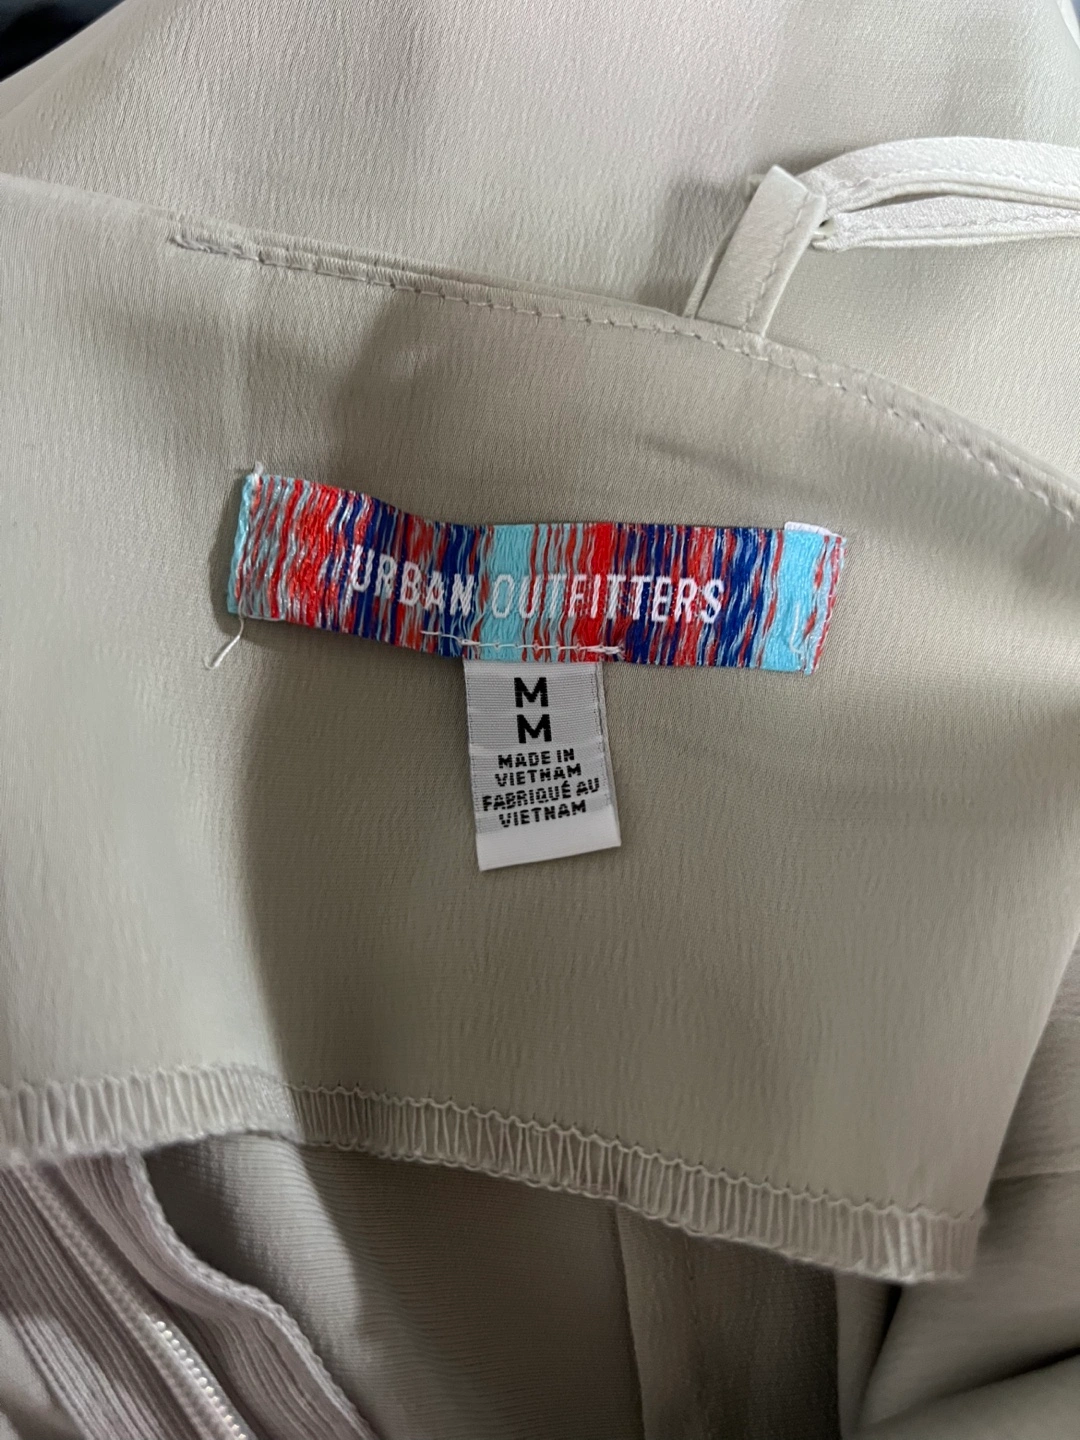 URBAN OUTFITTERS
M
M
MADE IN
VIETNAM
FABRIQUÉ AU
VIETNAM